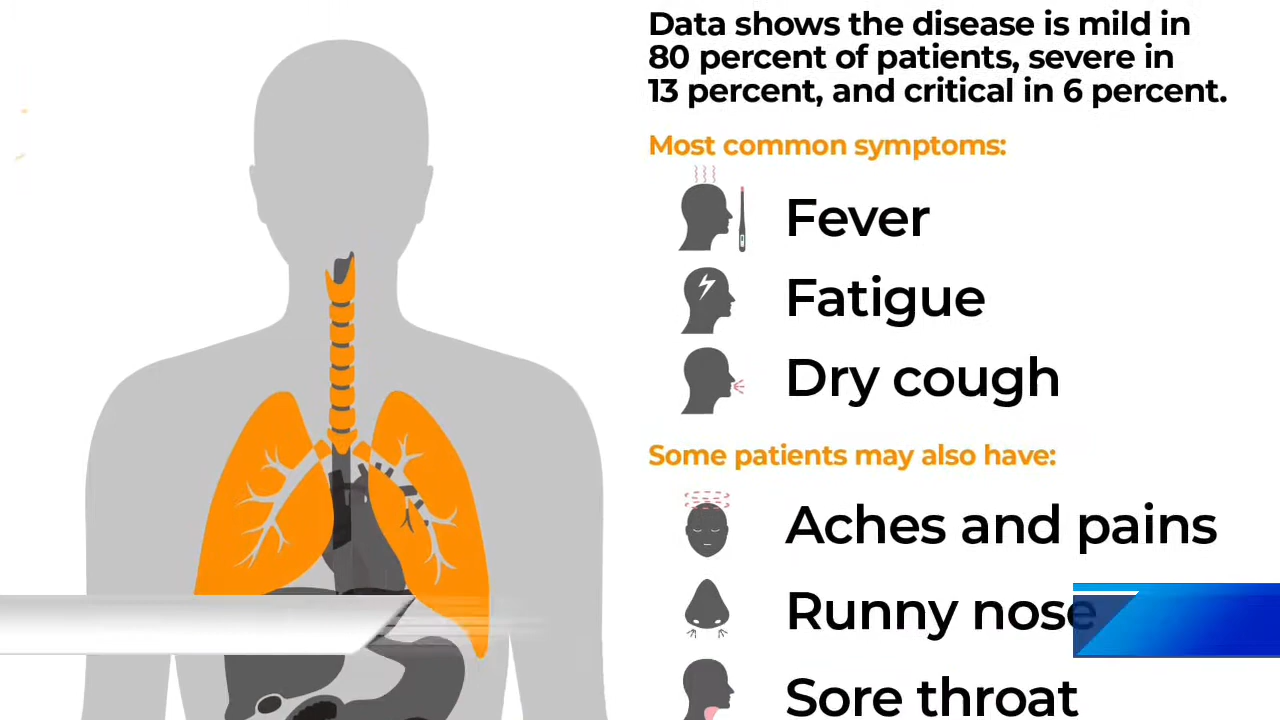 Data shows the disease is mild in
80 percent of patients, severe in
13 percent, and critical in 6 percent.
Most common symptoms:
Fever
Fatigue
Dry cough
Some patients may also have:
Aches and pains
Runny nose
Sore throat